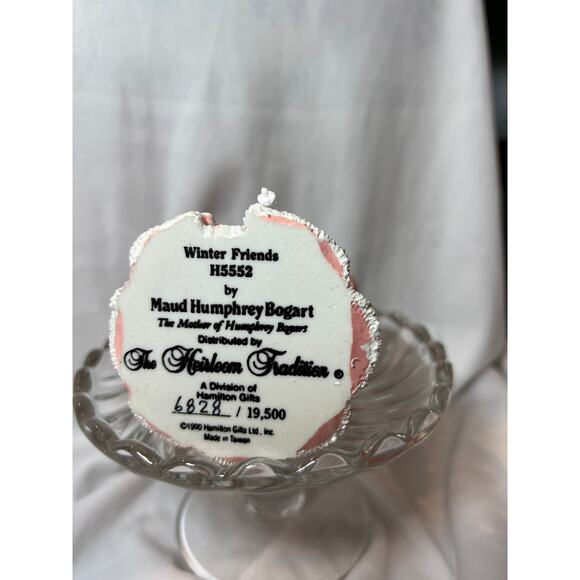 Winter Friends
H5552
by
Maud Humphrey Bogart
The Mother of Humphrey Bogart
Distributed by
The Heirloom Tradition ®
A Division of
Hamilton Gifts
6828 / 19,500
©1990 Hamilton Gifts Ltd., Inc.
Made in Taiwan